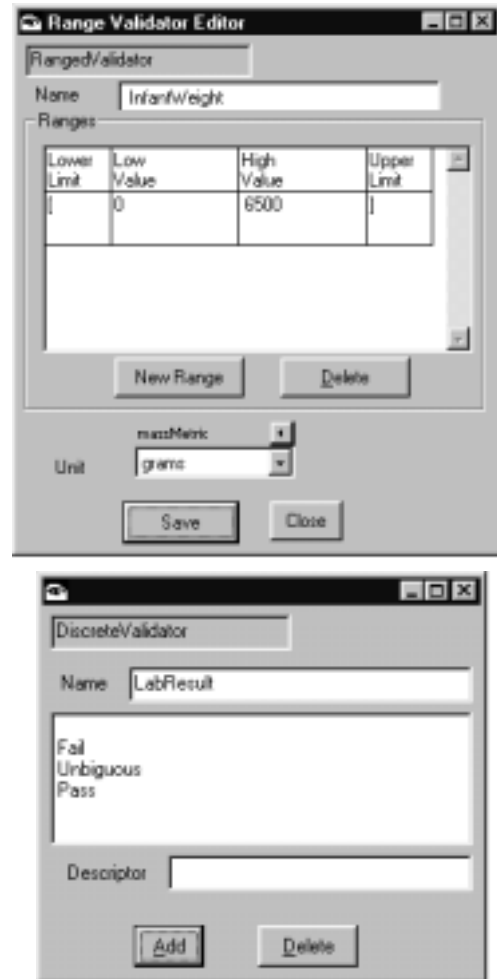 Range Validator Editor
RangedValidator
Name InfantWeight
Ranges
Lower Limit Low Value High Value Upper Limit
[ 0 6500 ]
New Range Delete
massMetric
Unit grams
Save Close
DiscreteValidator
Name LabResult
Fail
Unbiguous
Pass
Descriptor
Add Delete